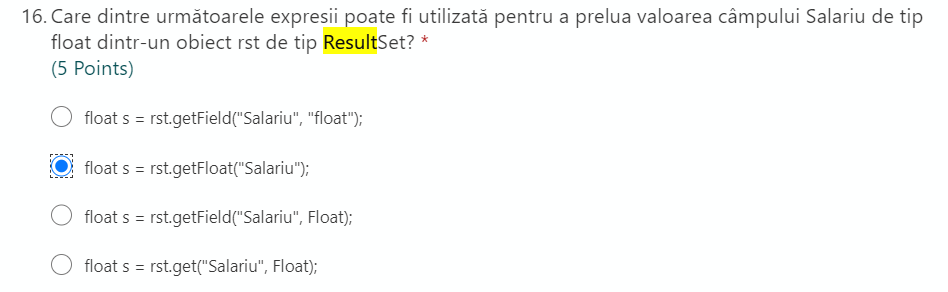 16. Care dintre următoarele expresii poate fi utilizată pentru a prelua valoarea câmpului Salariu de tip
float dintr-un obiect rst de tip ResultSet? *
(5 Points)
float s = rst.getField("Salariu", "float");
float s = rst.getFloat("Salariu");
float s = rst.getField("Salariu", Float);
float s = rst.get("Salariu", Float);